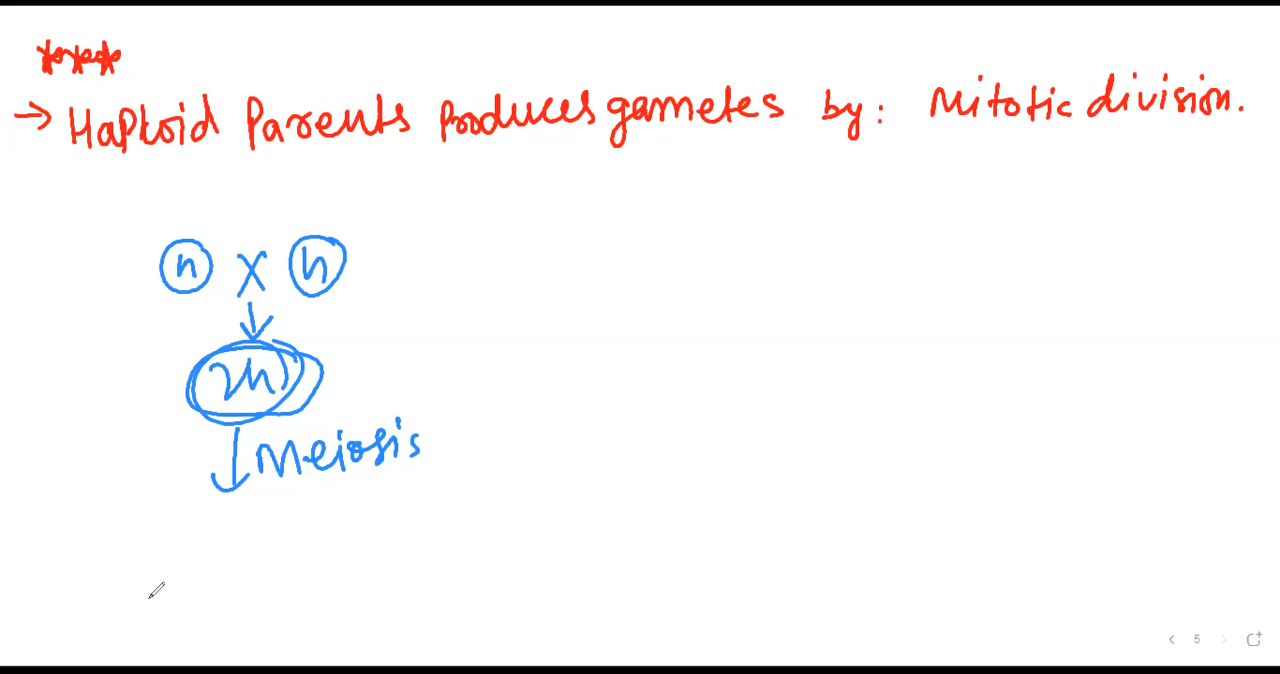 *** 
→ Haploid Parents Produces gametes by: Mitotic division.
n X n
↓
2n
↓ Meiosis
< 5 >